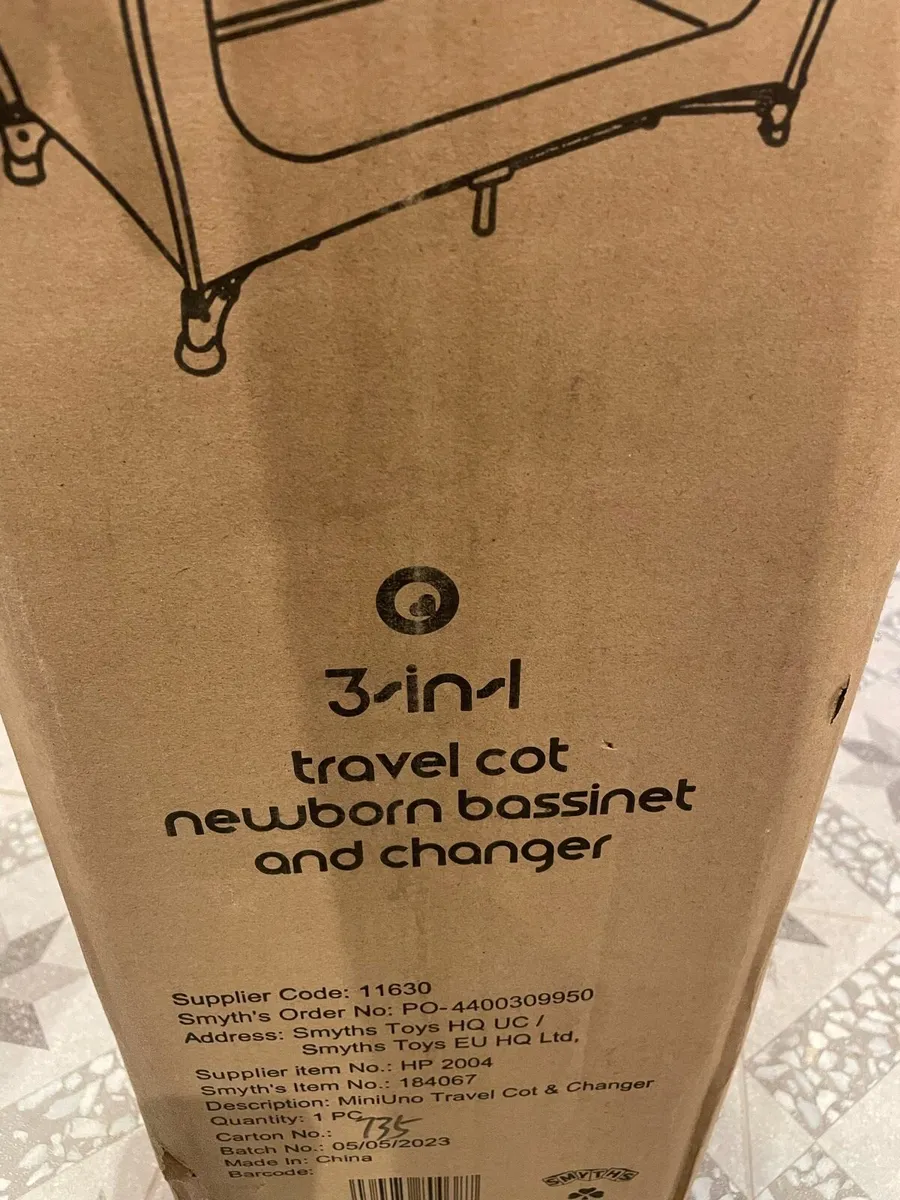 3-in-1
travel cot
newborn bassinet
and changer
Supplier Code: 11630
Smyth's Order No: PO-4400309950
Address: Smyths Toys HQ UC /
Smyths Toys EU HQ Ltd,
Supplier item No.: HP 2004
Smyth's Item No.: 184067
Description: MiniUno Travel Cot & Changer
Quantity: 1 PC
Carton No.: 735
Batch No.: 05/05/2023
Made In: China
Barcode:
SMYTHS